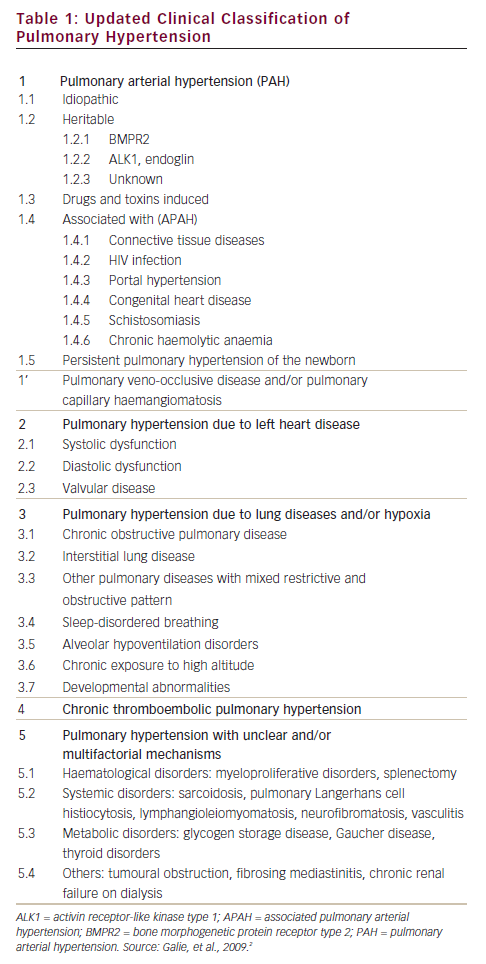 Table 1: Updated Clinical Classification of
Pulmonary Hypertension
1 Pulmonary arterial hypertension (PAH)
1.1 Idiopathic
1.2 Heritable
1.2.1 BMPR2
1.2.2 ALK1, endoglin
1.2.3 Unknown
1.3 Drugs and toxins induced
1.4 Associated with (APAH)
1.4.1 Connective tissue diseases
1.4.2 HIV infection
1.4.3 Portal hypertension
1.4.4 Congenital heart disease
1.4.5 Schistosomiasis
1.4.6 Chronic haemolytic anaemia
1.5 Persistent pulmonary hypertension of the newborn
1′ Pulmonary veno-occlusive disease and/or pulmonary
capillary haemangiomatosis
2 Pulmonary hypertension due to left heart disease
2.1 Systolic dysfunction
2.2 Diastolic dysfunction
2.3 Valvular disease
3 Pulmonary hypertension due to lung diseases and/or hypoxia
3.1 Chronic obstructive pulmonary disease
3.2 Interstitial lung disease
3.3 Other pulmonary diseases with mixed restrictive and
obstructive pattern
3.4 Sleep-disordered breathing
3.5 Alveolar hypoventilation disorders
3.6 Chronic exposure to high altitude
3.7 Developmental abnormalities
4 Chronic thromboembolic pulmonary hypertension
5 Pulmonary hypertension with unclear and/or
multifactorial mechanisms
5.1 Haematological disorders: myeloproliferative disorders, splenectomy
5.2 Systemic disorders: sarcoidosis, pulmonary Langerhans cell
histiocytosis, lymphangioleiomyomatosis, neurofibromatosis, vasculitis
5.3 Metabolic disorders: glycogen storage disease, Gaucher disease,
thyroid disorders
5.4 Others: tumoural obstruction, fibrosing mediastinitis, chronic renal
failure on dialysis
ALK1 = activin receptor-like kinase type 1; APAH = associated pulmonary arterial
hypertension; BMPR2 = bone morphogenetic protein receptor type 2; PAH = pulmonary
arterial hypertension. Source: Galie, et al., 2009.²